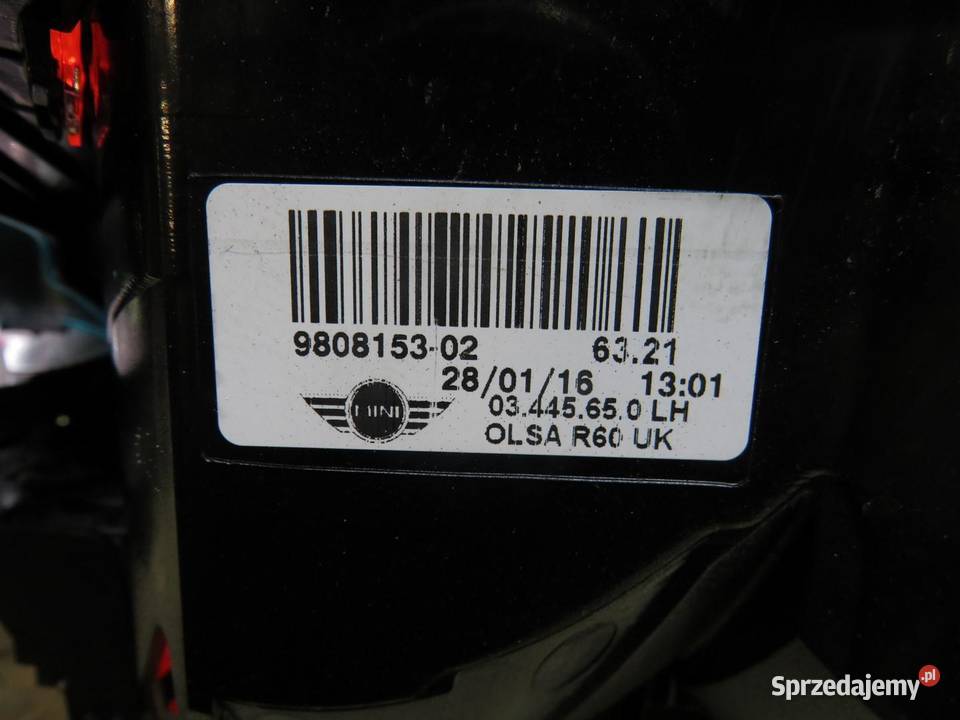 9808153-02 63.21
28/01/16 13:01
MINI
03.445.65.0 LH
OLSA R60 UK
Sprzedajemy.pl